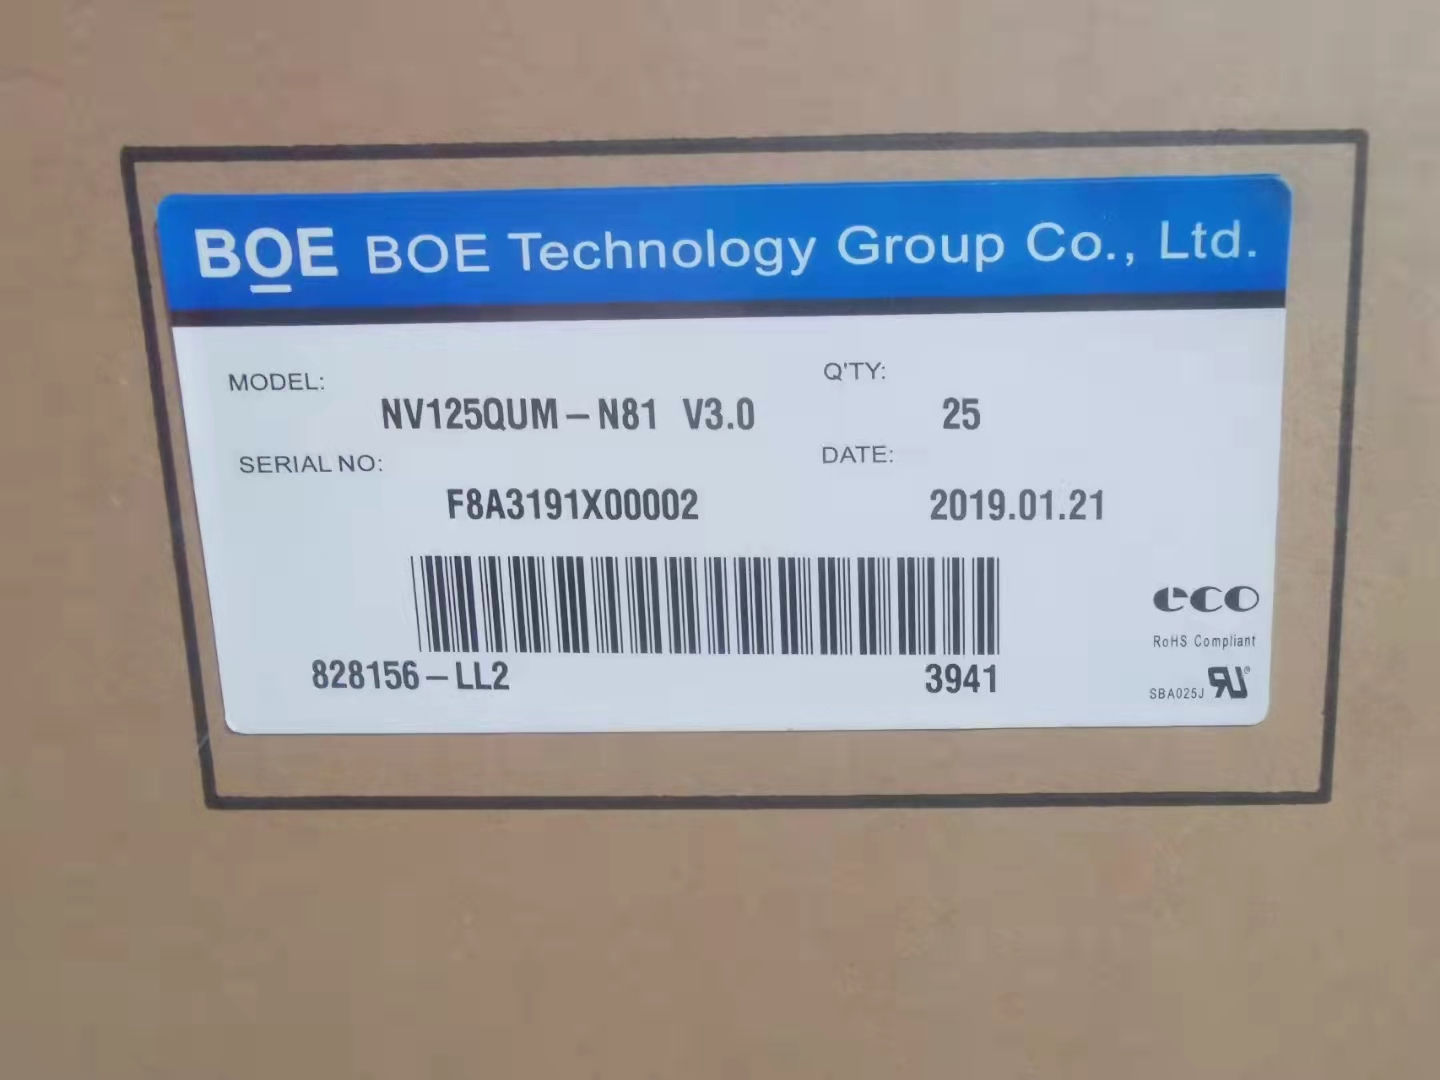 BOE BOE Technology Group Co., Ltd.
MODEL: Q'TY:
NV125QUM-N81 V3.0 25
SERIAL NO: DATE:
F8A3191X00002 2019.01.21
eco
RoHS Compliant
828156-LL2 3941
SBA025J RU®